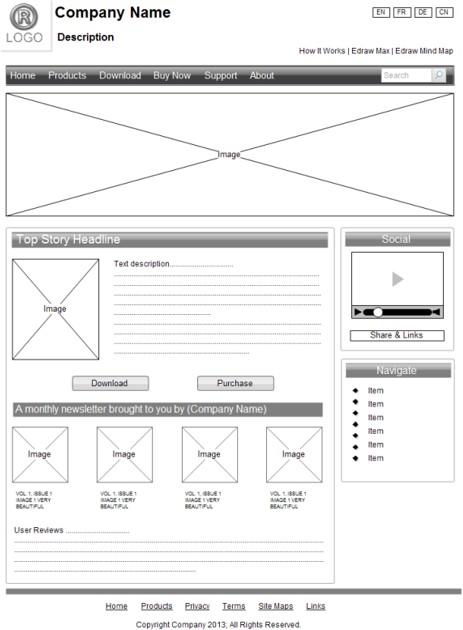 R
LOGO
Company Name
Description
EN FR DE CN
How It Works | Edraw Max | Edraw Mind Map
Home Products Download Buy Now Support About Search
Image
Top Story Headline
Image
Text description..............................
Download Purchase
A monthly newsletter brought to you by (Company Name)
Image Image Image Image
VOL 1, ISSUE 1 VOL 1, ISSUE 1 VOL 1, ISSUE 1 VOL 1, ISSUE 1
IMAGE 1 VERY IMAGE 1 VERY IMAGE 1 VERY IMAGE 1 VERY
BEAUTIFUL BEAUTIFUL BEAUTIFUL BEAUTIFUL
User Reviews ..............................
Social
Share & Links
Navigate
Item
Item
Item
Item
Item
Item
Home Products Privacy Terms Site Maps Links
Copyright Company 2013; All Rights Reserved.